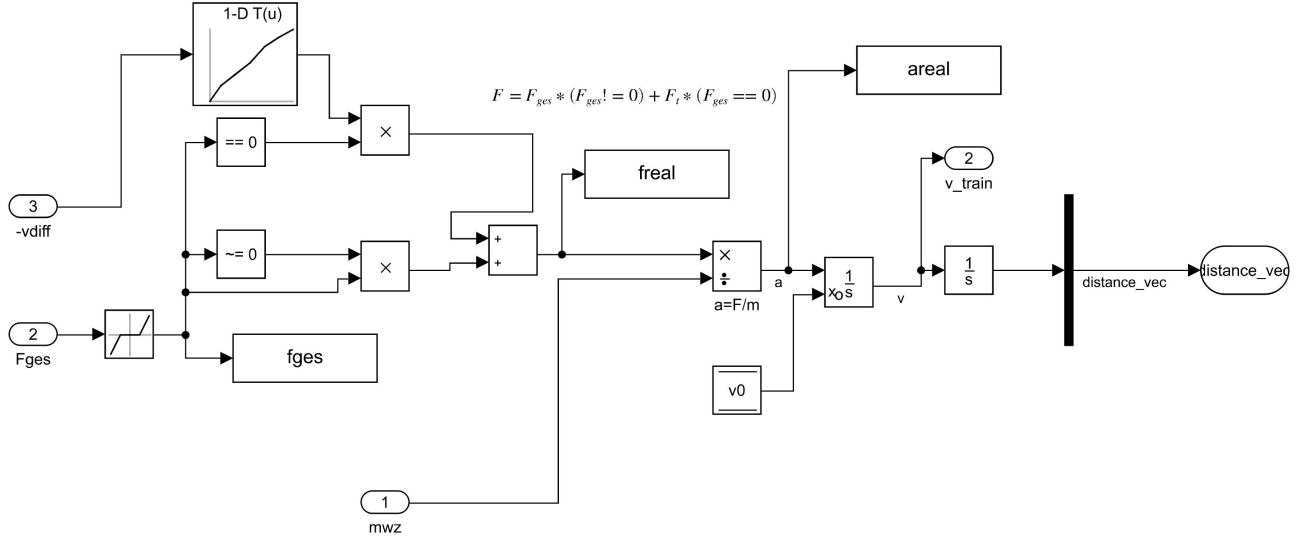 1-D T(u)
areal
F = F_ges * (F_ges! = 0) + F_t * (F_ges == 0)
×
== 0
freal
2
v_train
3
-vdiff
+
+
~= 0
×
×
÷
a
a=F/m
x₀
1
s
v
1
s
distance_vec
distance_vec
2
Fges
fges
v0
1
mwz